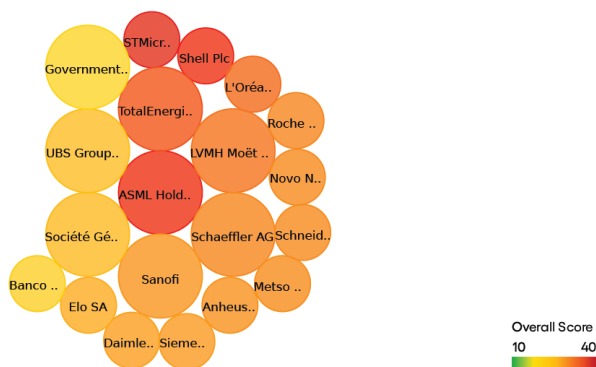 STMicr..
Shell Plc
Government..
L'Oréa..
TotalEnergi..
Roche ..
UBS Group..
LVMH Moët ..
Novo N..
ASML Hold..
Société Gé..
Schaeffler AG
Schneid..
Sanofi
Banco ..
Metso ..
Elo SA
Anheus..
Daimle..
Sieme..
Overall Score
10 40